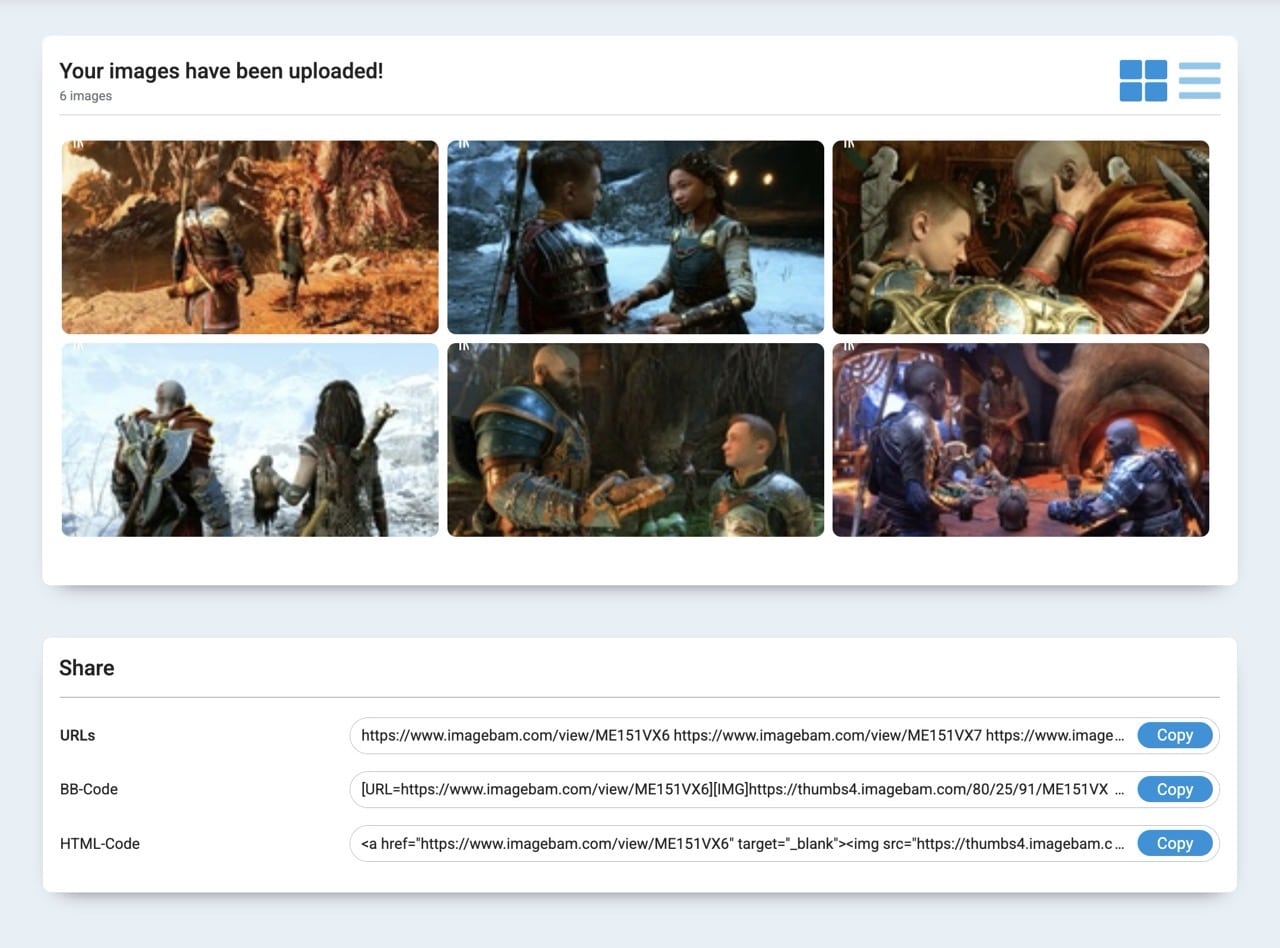 Your images have been uploaded!
6 images
Share
URLs
https://www.imagebam.com/view/ME151VX6 https://www.imagebam.com/view/ME151VX7 https://www.image...
Copy
BB-Code
[URL=https://www.imagebam.com/view/ME151VX6][IMG]https://thumbs4.imagebam.com/80/25/91/ME151VX ...
Copy
HTML-Code
<a href="https://www.imagebam.com/view/ME151VX6" target="_blank"><img src="https://thumbs4.imagebam.c...
Copy